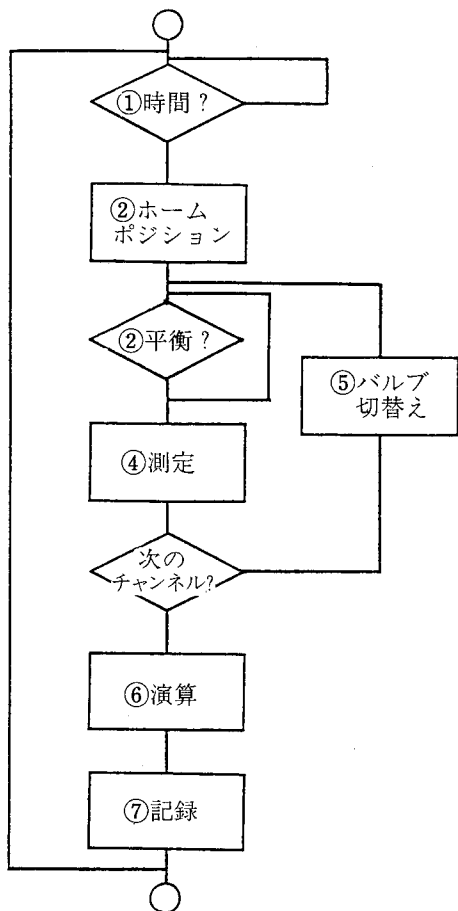 ①時間?
②ホーム
ポジション
②平衡?
⑤バルブ
切替え
④測定
次の
チャンネル?
⑥演算
⑦記録